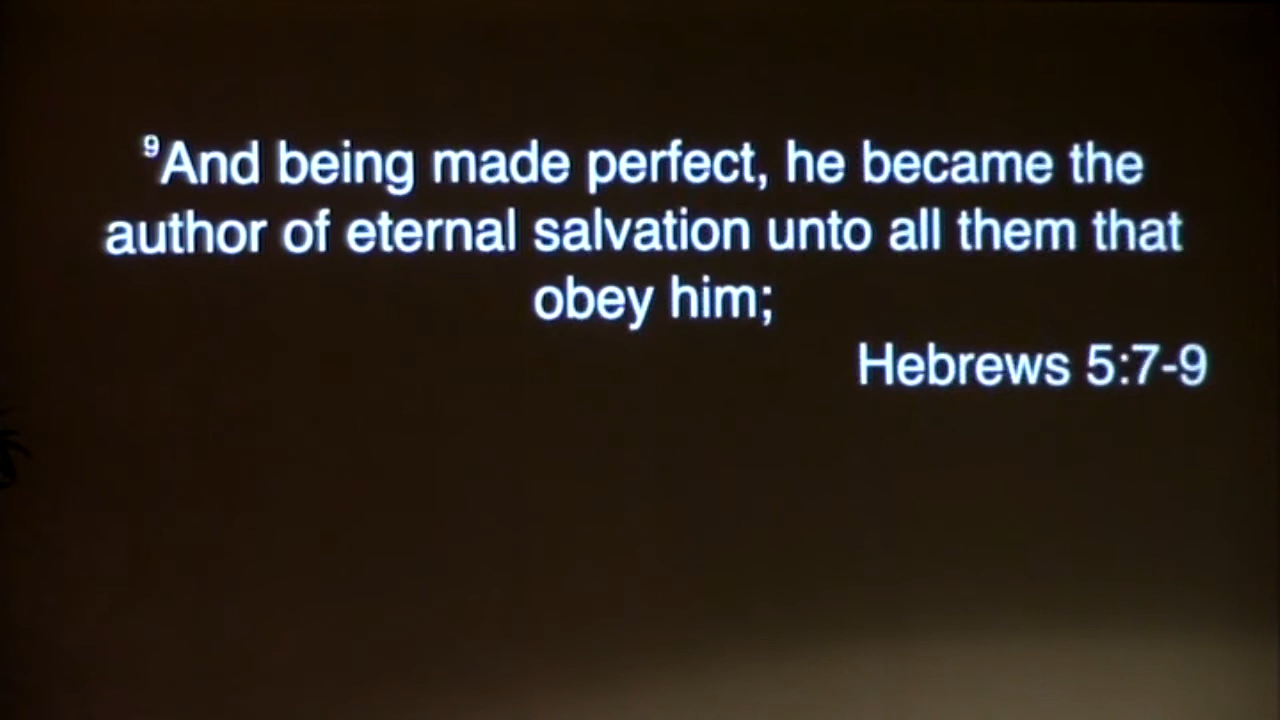 ⁹And being made perfect, he became the
author of eternal salvation unto all them that
obey him;
Hebrews 5:7-9